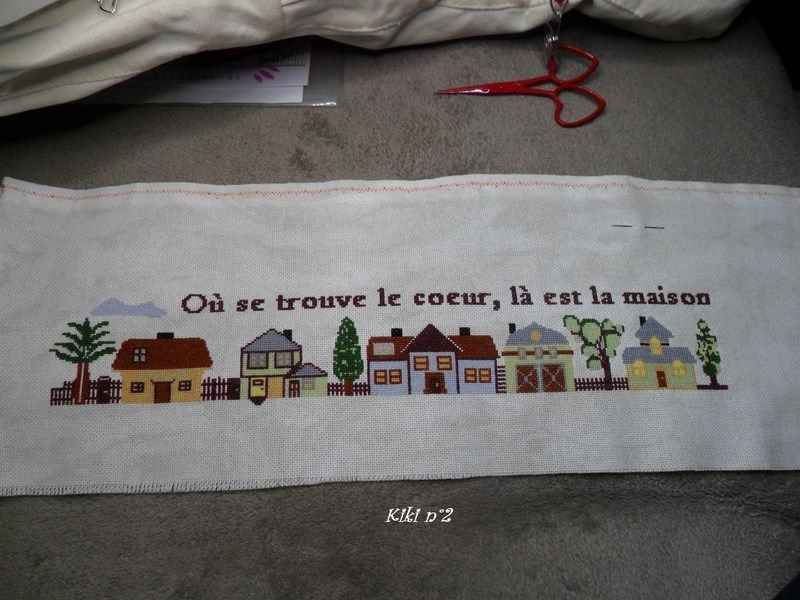 Où se trouve le coeur, là est la maison
Kiki n°2